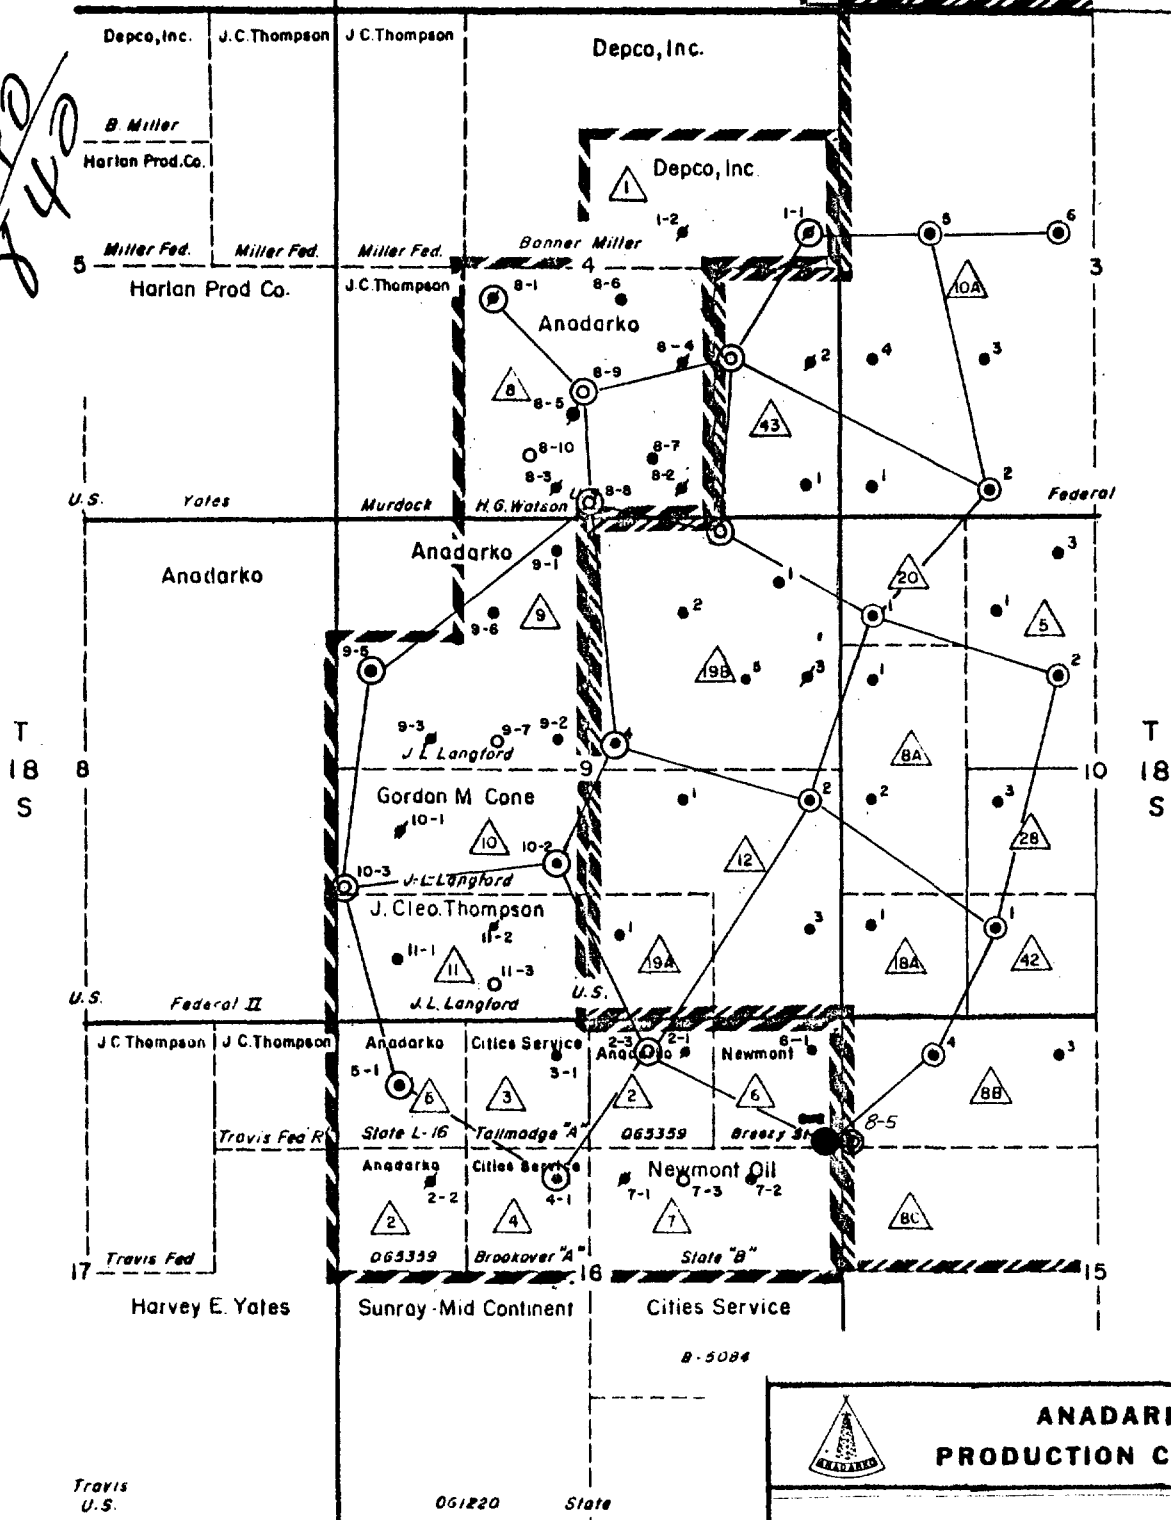 Depco, Inc.
J.C. Thompson
J C. Thompson
Depco, Inc.
B. Miller
Harlan Prod. Co.
40
Depco, Inc.
1
1-2
1-1
5
6
Miller Fed.
Miller Fed.
Miller Fed.
Bonner Miller
5
4
3
Harlan Prod Co.
J.C. Thompson
8-1
8-6
10A
Anadarko
8-4
2
4
3
8-9
8
8-5
43
8-10
8-7
8-3
8-2
1
1
2
U.S.
Yates
Murdock
H. G. Watson
8-8
Federal
Anadarko
Anadarko
9-1
3
20
1
1
9-6
9
2
1
5
9-5
19B
5
3
1
2
9-3
9-7
9-2
4
8A
J. L. Langford
T
18
S
8
9
10
T
18
S
Gordon M Cone
10-1
10
10-2
1
2
2
3
12
2B
10-3
J. L. Langford
J. Cleo. Thompson
11-2
11-1
11
11-3
1
19A
3
1
18A
1
42
U.S.
Federal II
J. L. Langford
U.S.
J C Thompson
J C. Thompson
Anadarko
Cities Service
2-3
Anadarko
2-1
Newmont
6-1
4
3
5-1
3-1
6
3
2
6
8B
8-5
Travis Fed R
State L-16
Tallmadge "A"
065359
Breezy St
Anadarko
Cities Service
Newmont Oil
2-2
4-1
7-1
7-3
7-2
2
4
7
8C
Travis Fed
065359
Brookover "A"
State "B"
17
16
15
Harvey E. Yates
Sunray-Mid Continent
Cities Service
B-5084
ANADARKO
PRODUCTION C
Travis
U.S.
061220
State